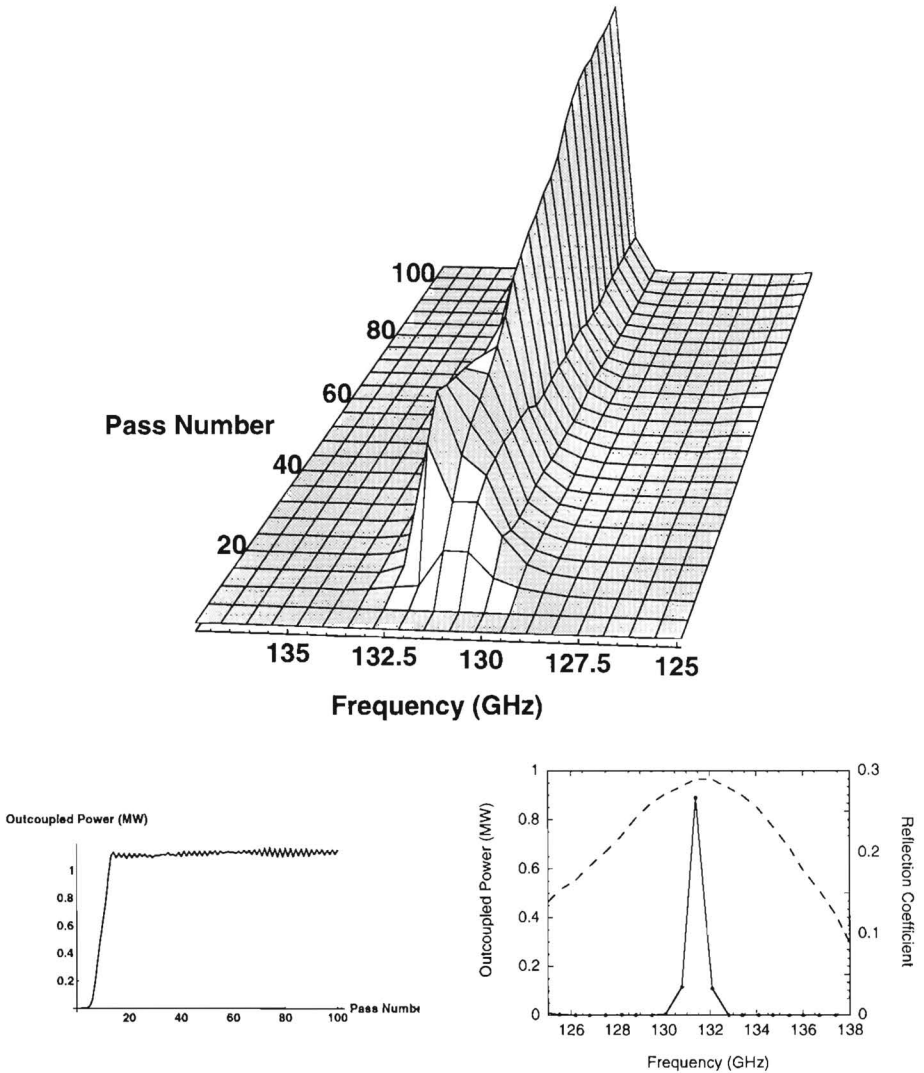 100
80
60
Pass Number
40
20
135 132.5 130 127.5 125
Frequency (GHz)
Outcoupled Power (MW)
1
0.8
0.6
0.4
0.2
20 40 60 80 100
Pass Numbe
Outcoupled Power (MW)
1
0.8
0.6
0.4
0.2
0
0.3
0.2
0.1
0
Reflection Coefficient
126 128 130 132 134 136 138
Frequency (GHz)